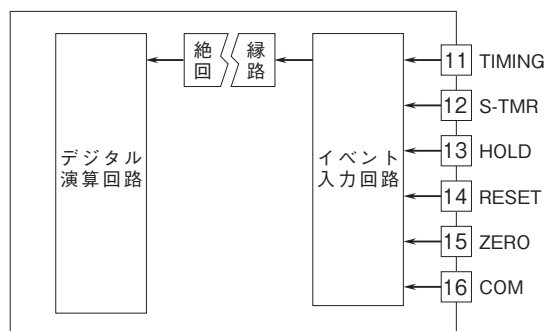 絶縁
回路
デジタル
演算回路
イベント
入力回路
11 TIMING
12 S-TMR
13 HOLD
14 RESET
15 ZERO
16 COM